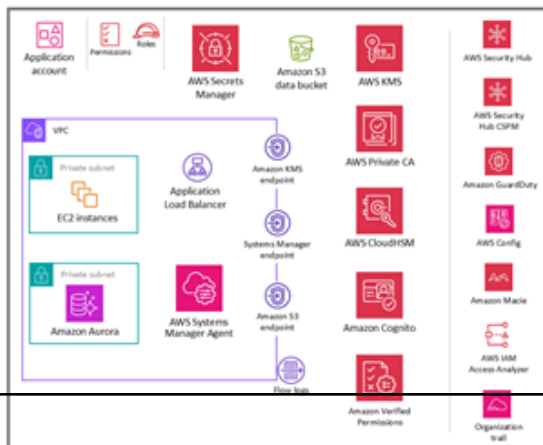 Application
account
Permissions
Roles
AWS Secrets
Manager
Amazon S3
data bucket
AWS KMS
AWS Security Hub
AWS Security
Hub CSPM
Amazon GuardDuty
AWS Config
Amazon Macie
AWS IAM
Access Analyzer
Organization
trail
VPC
Private subnet
EC2 instances
Application
Load Balancer
Amazon KMS
endpoint
Systems Manager
endpoint
Private subnet
Amazon Aurora
AWS Systems
Manager Agent
Amazon S3
endpoint
Flow logs
AWS Private CA
AWS CloudHSM
Amazon Cognito
Amazon Verified
Permissions